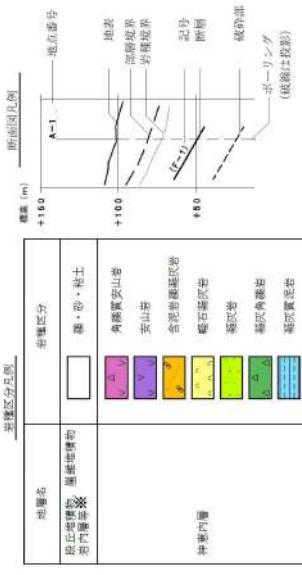 岩種区分凡例
地層名
岩種区分
段丘堆積物、崖錐堆積物
岩内層等※
礫・砂・粘土
神恵内層
角礫質安山岩
安山岩
含泥岩礫凝灰岩
軽石凝灰岩
凝灰岩
凝灰角礫岩
凝灰質泥岩
断面図凡例
標高 (m)
+150
+100
+50
A-1
(F-1)
地点番号
地表
部層境界
岩種境界
記号
断層
破砕部
ボーリング
(破線は投影)